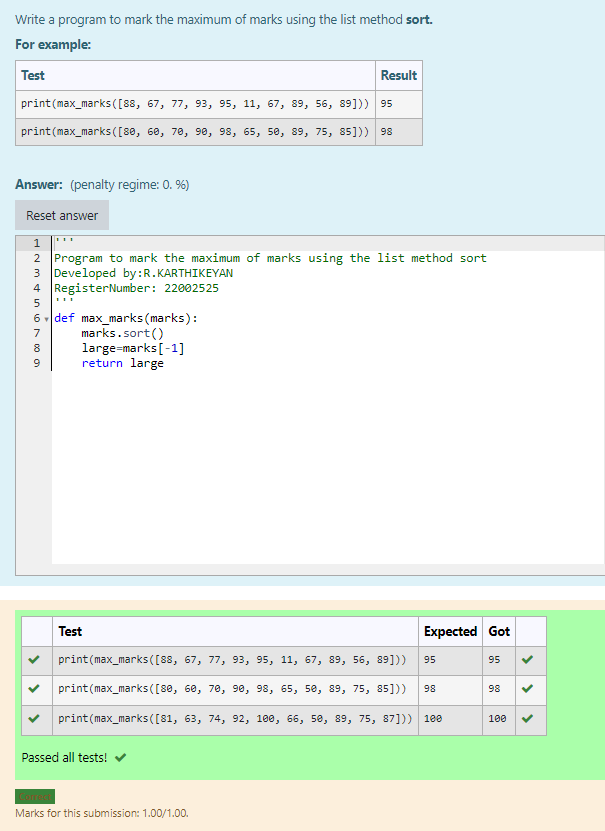 Write a program to mark the maximum of marks using the list method sort.
For example:
Test Result
print(max_marks([88, 67, 77, 93, 95, 11, 67, 89, 56, 89])) 95
print(max_marks([80, 60, 70, 90, 98, 65, 50, 89, 75, 85])) 98
Answer: (penalty regime: 0. %)
Reset answer
1 '''
2 Program to mark the maximum of marks using the list method sort
3 Developed by:R.KARTHIKEYAN
4 RegisterNumber: 22002525
5 '''
6 def max_marks(marks):
7 marks.sort()
8 large=marks[-1]
9 return large
Test Expected Got
print(max_marks([88, 67, 77, 93, 95, 11, 67, 89, 56, 89])) 95 95
print(max_marks([80, 60, 70, 90, 98, 65, 50, 89, 75, 85])) 98 98
print(max_marks([81, 63, 74, 92, 100, 66, 50, 89, 75, 87])) 100 100
Passed all tests!
Marks for this submission: 1.00/1.00.